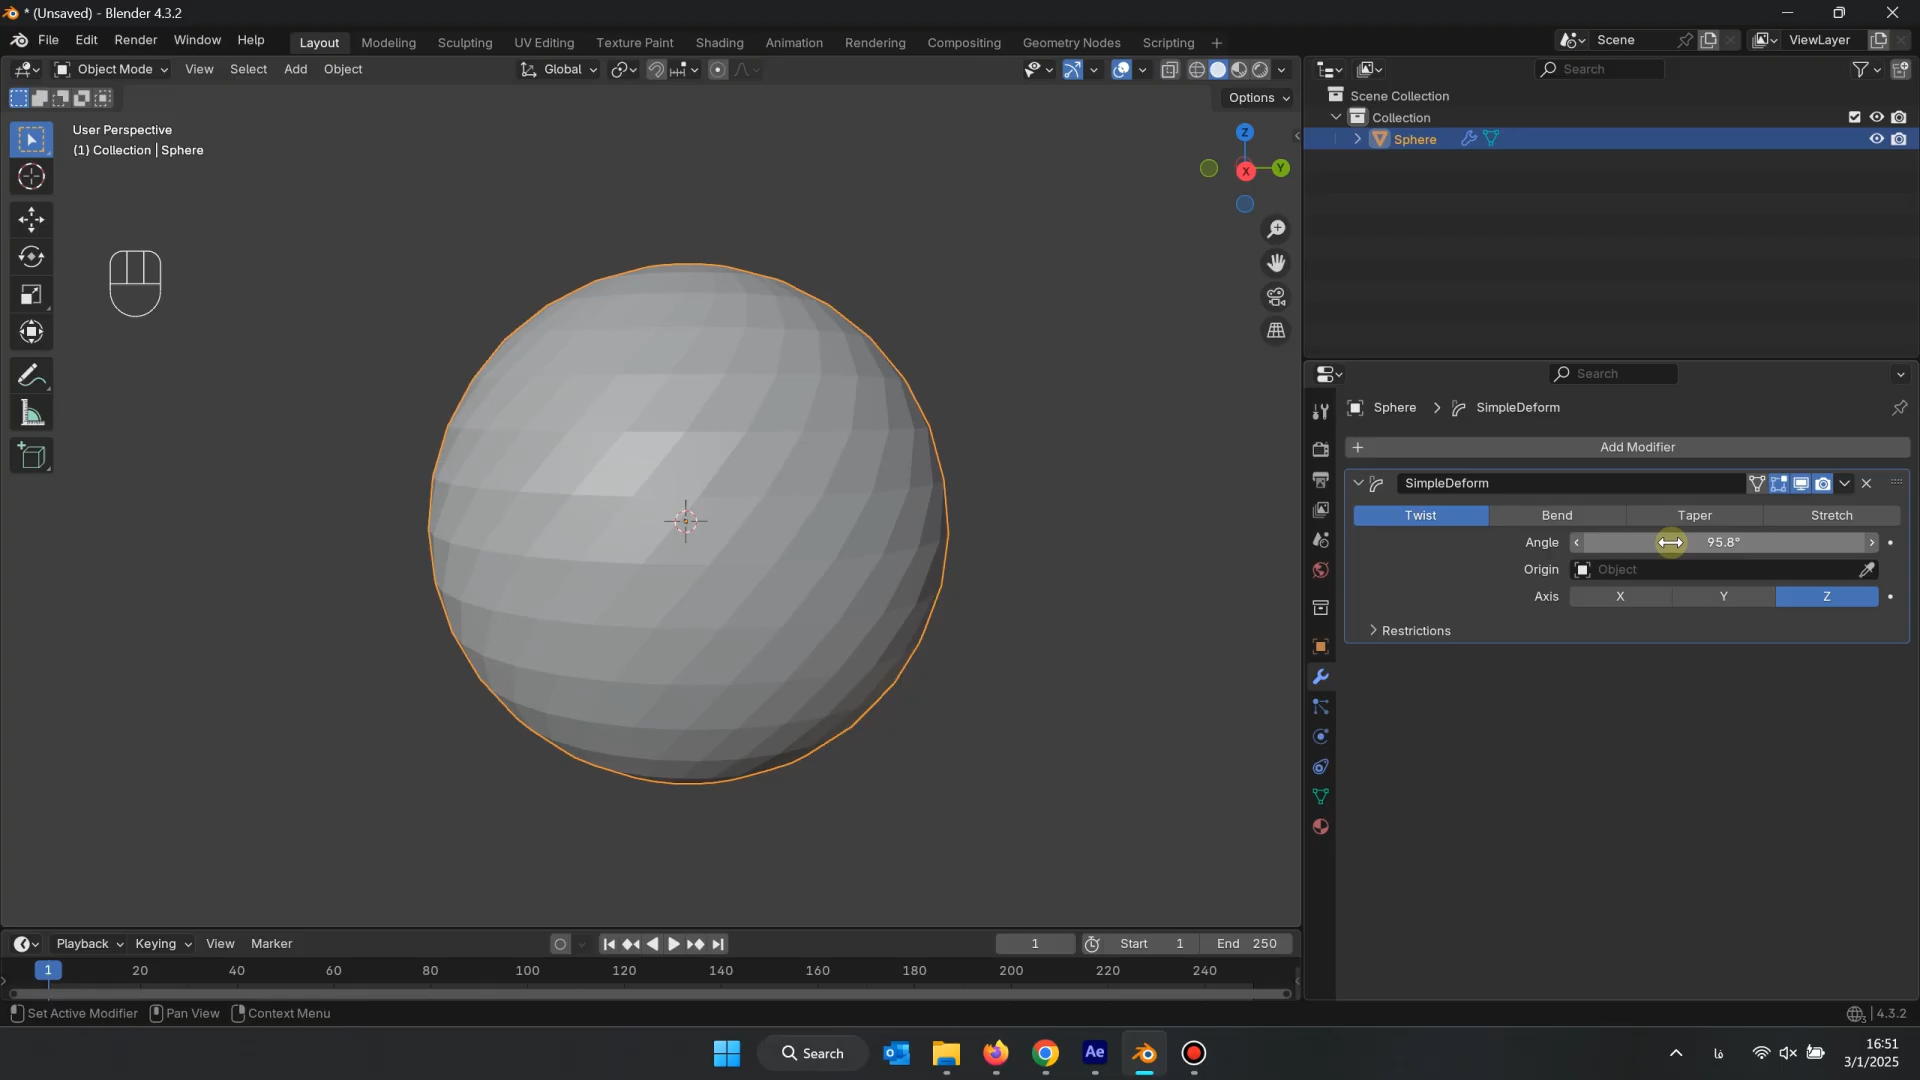 * (Unsaved) - Blender 4.3.2
File Edit Render Window Help Layout Modeling Sculpting UV Editing Texture Paint Shading Animation Rendering Compositing Geometry Nodes Scripting + Scene ViewLayer
Object Mode View Select Add Object Global Search
Options
Scene Collection
Collection
Sphere
User Perspective
(1) Collection | Sphere
Z
Y
X
Search
Sphere > SimpleDeform
+ Add Modifier
SimpleDeform
Twist Bend Taper Stretch
Angle 95.8°
Origin Object
Axis X Y Z
Restrictions
Playback Keying View Marker 1 Start 1 End 250
1 20 40 60 80 100 120 140 160 180 200 220 240
Set Active Modifier Pan View Context Menu 3 4.3.2
Search Ae فا 16:51
3/1/2025